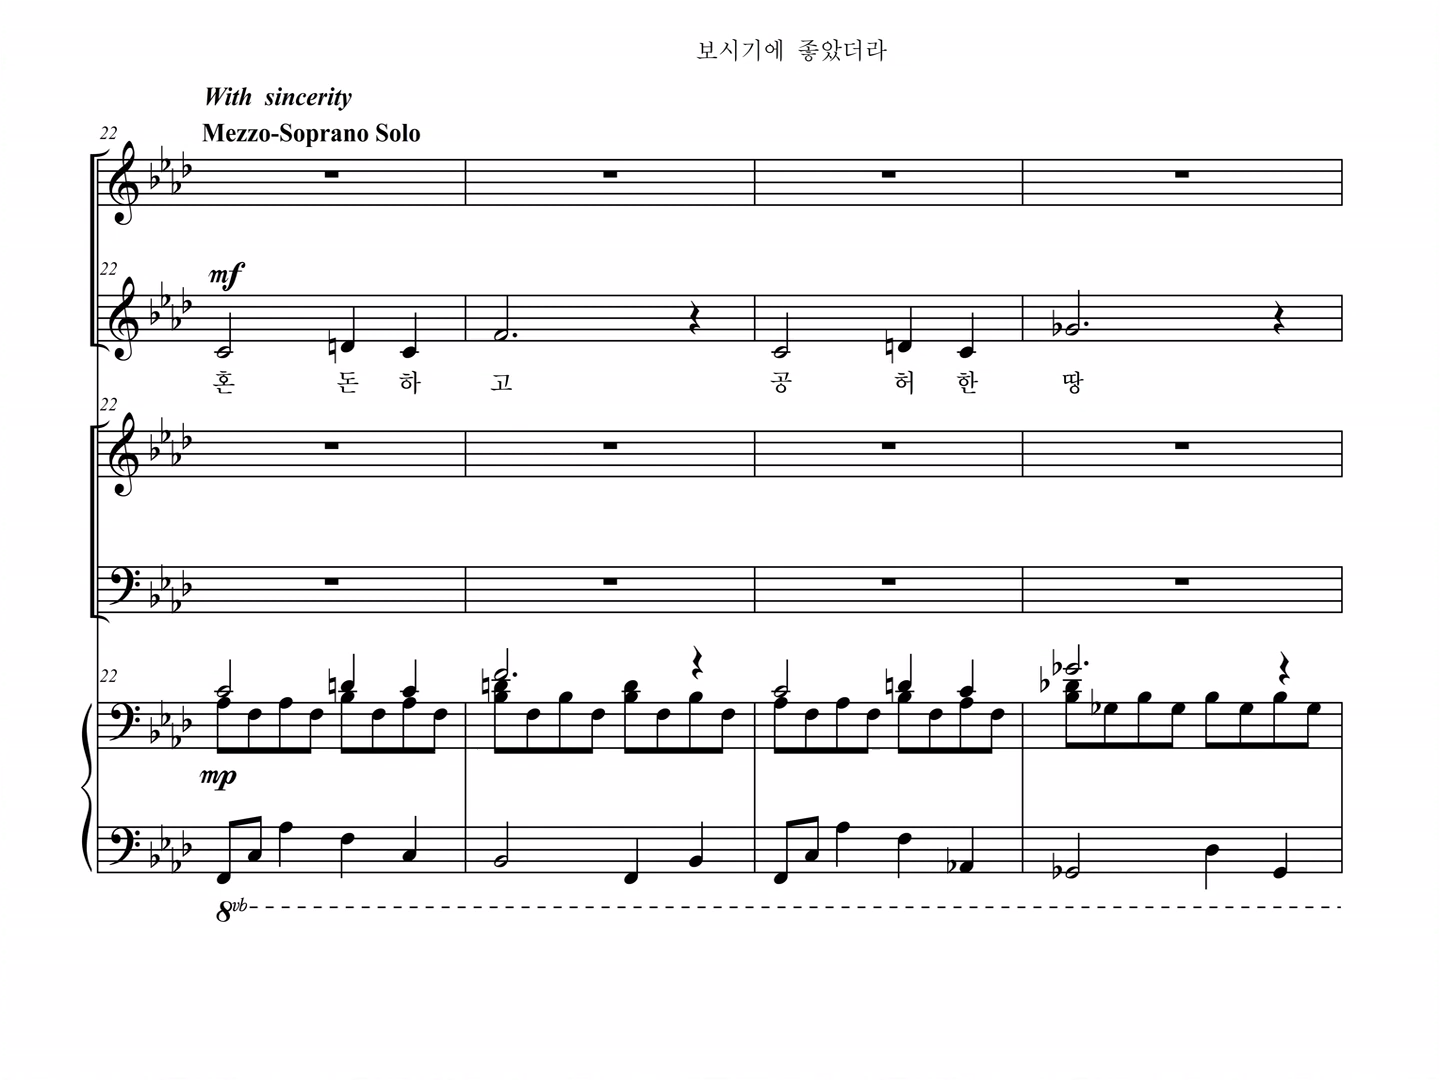 보시기에 좋았더라
With sincerity
Mezzo-Soprano Solo
22
22
mf
혼 돈 하 고 공 허 한 땅
22
22
mp
8vb